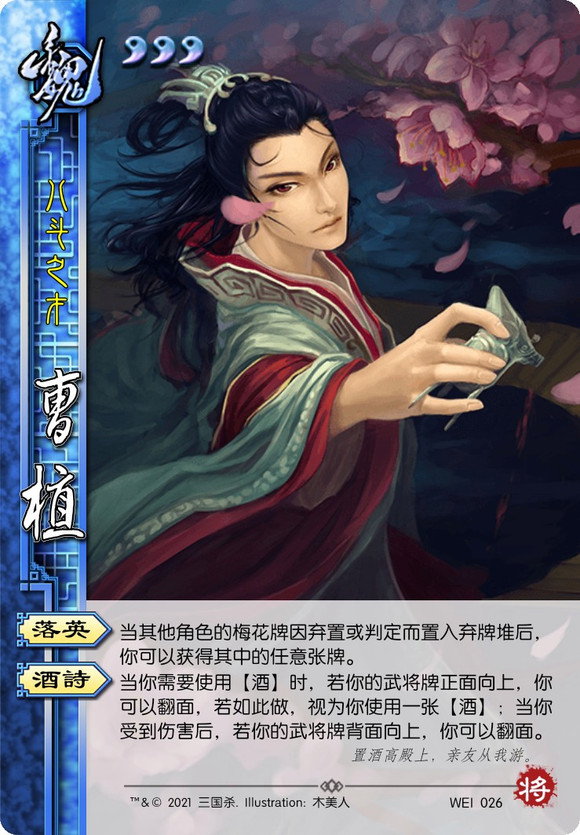 魏
八斗之才
曹植
落英
当其他角色的梅花牌因弃置或判定而置入弃牌堆后，
你可以获得其中的任意张牌。
酒詩
当你需要使用【酒】时，若你的武将牌正面向上，你
可以翻面，若如此做，视为你使用一张【酒】；当你
受到伤害后，若你的武将牌背面向上，你可以翻面。
置酒高殿上，亲友从我游。
™&© 2021 三国杀. Illustration: 木美人
WEI 026
将